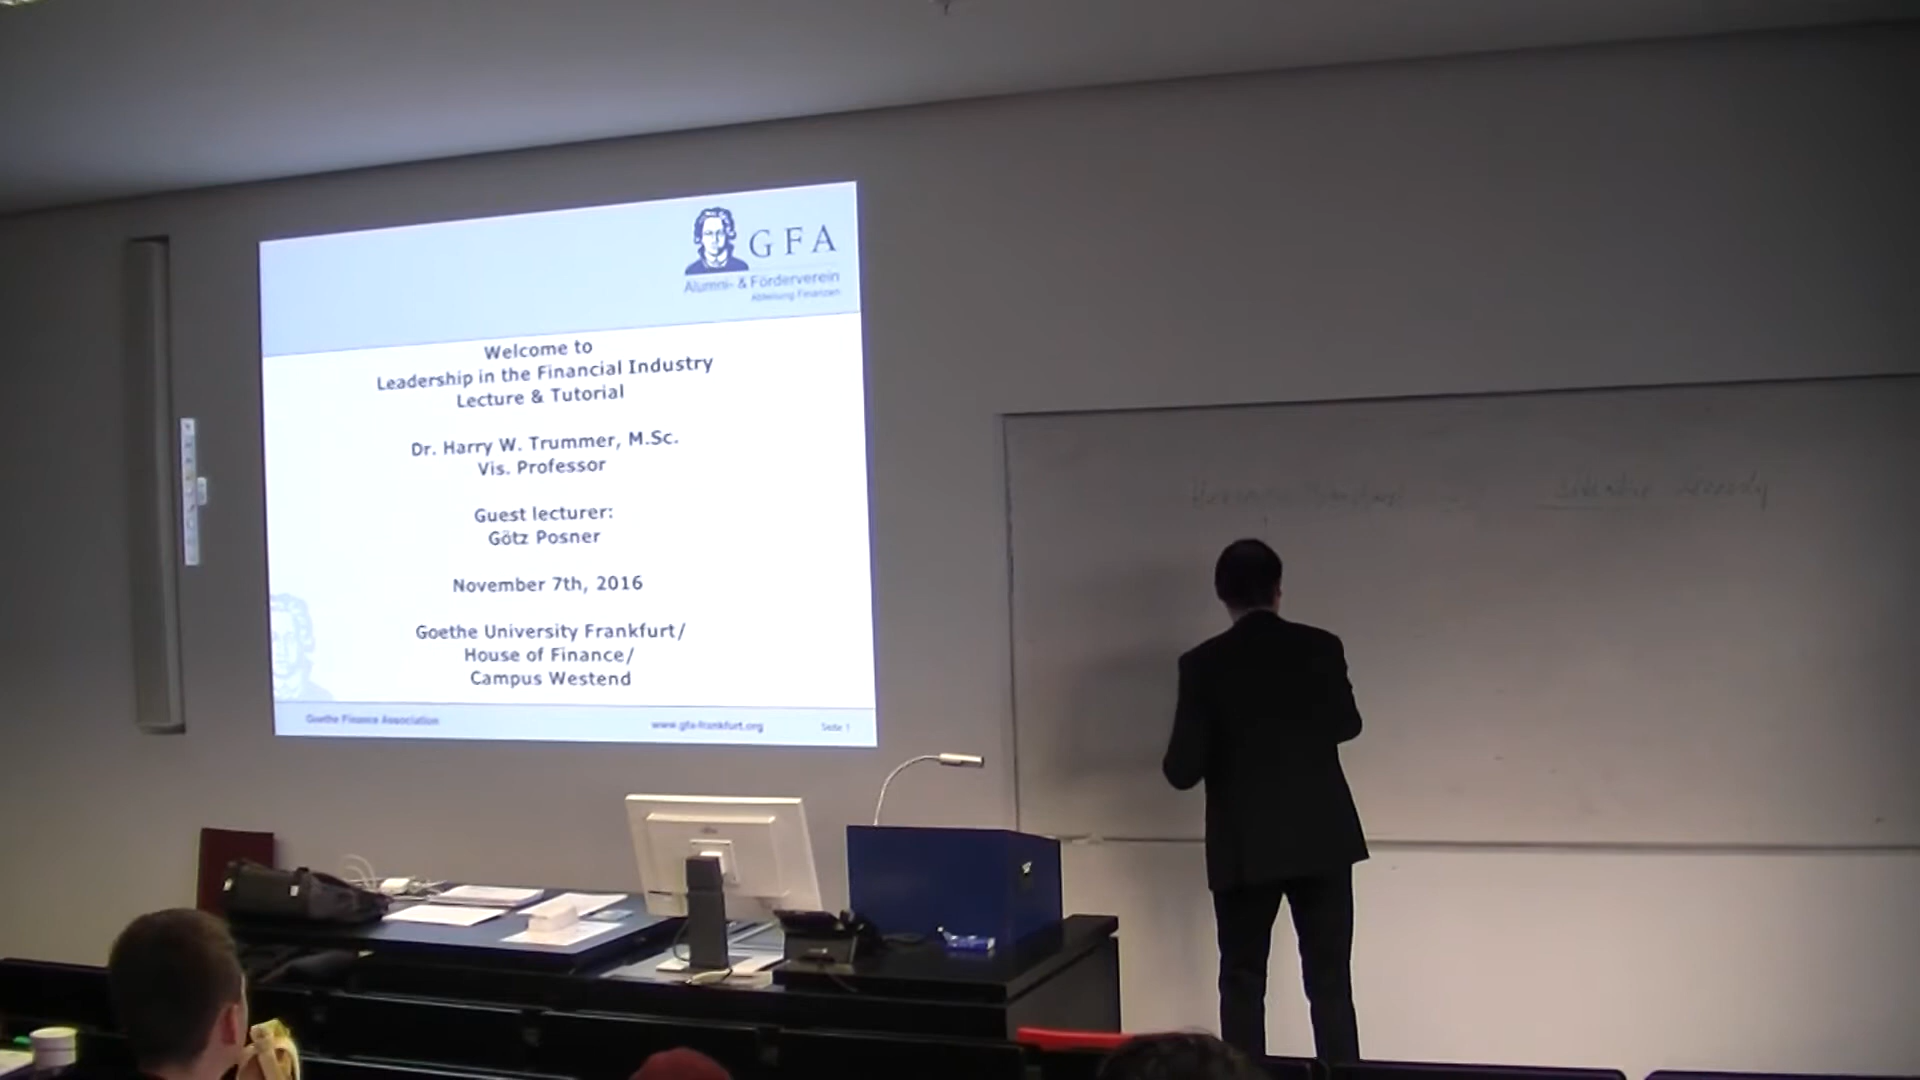 GFA
Alumni- & Förderverein
Abteilung Finanzen
Welcome to
Leadership in the Financial Industry
Lecture & Tutorial
Dr. Harry W. Trummer, M.Sc.
Vis. Professor
Guest lecturer:
Götz Posner
November 7th, 2016
Goethe University Frankfurt/
House of Finance/
Campus Westend
Goethe Finance Association
www.gfa-frankfurt.org
Seite 1